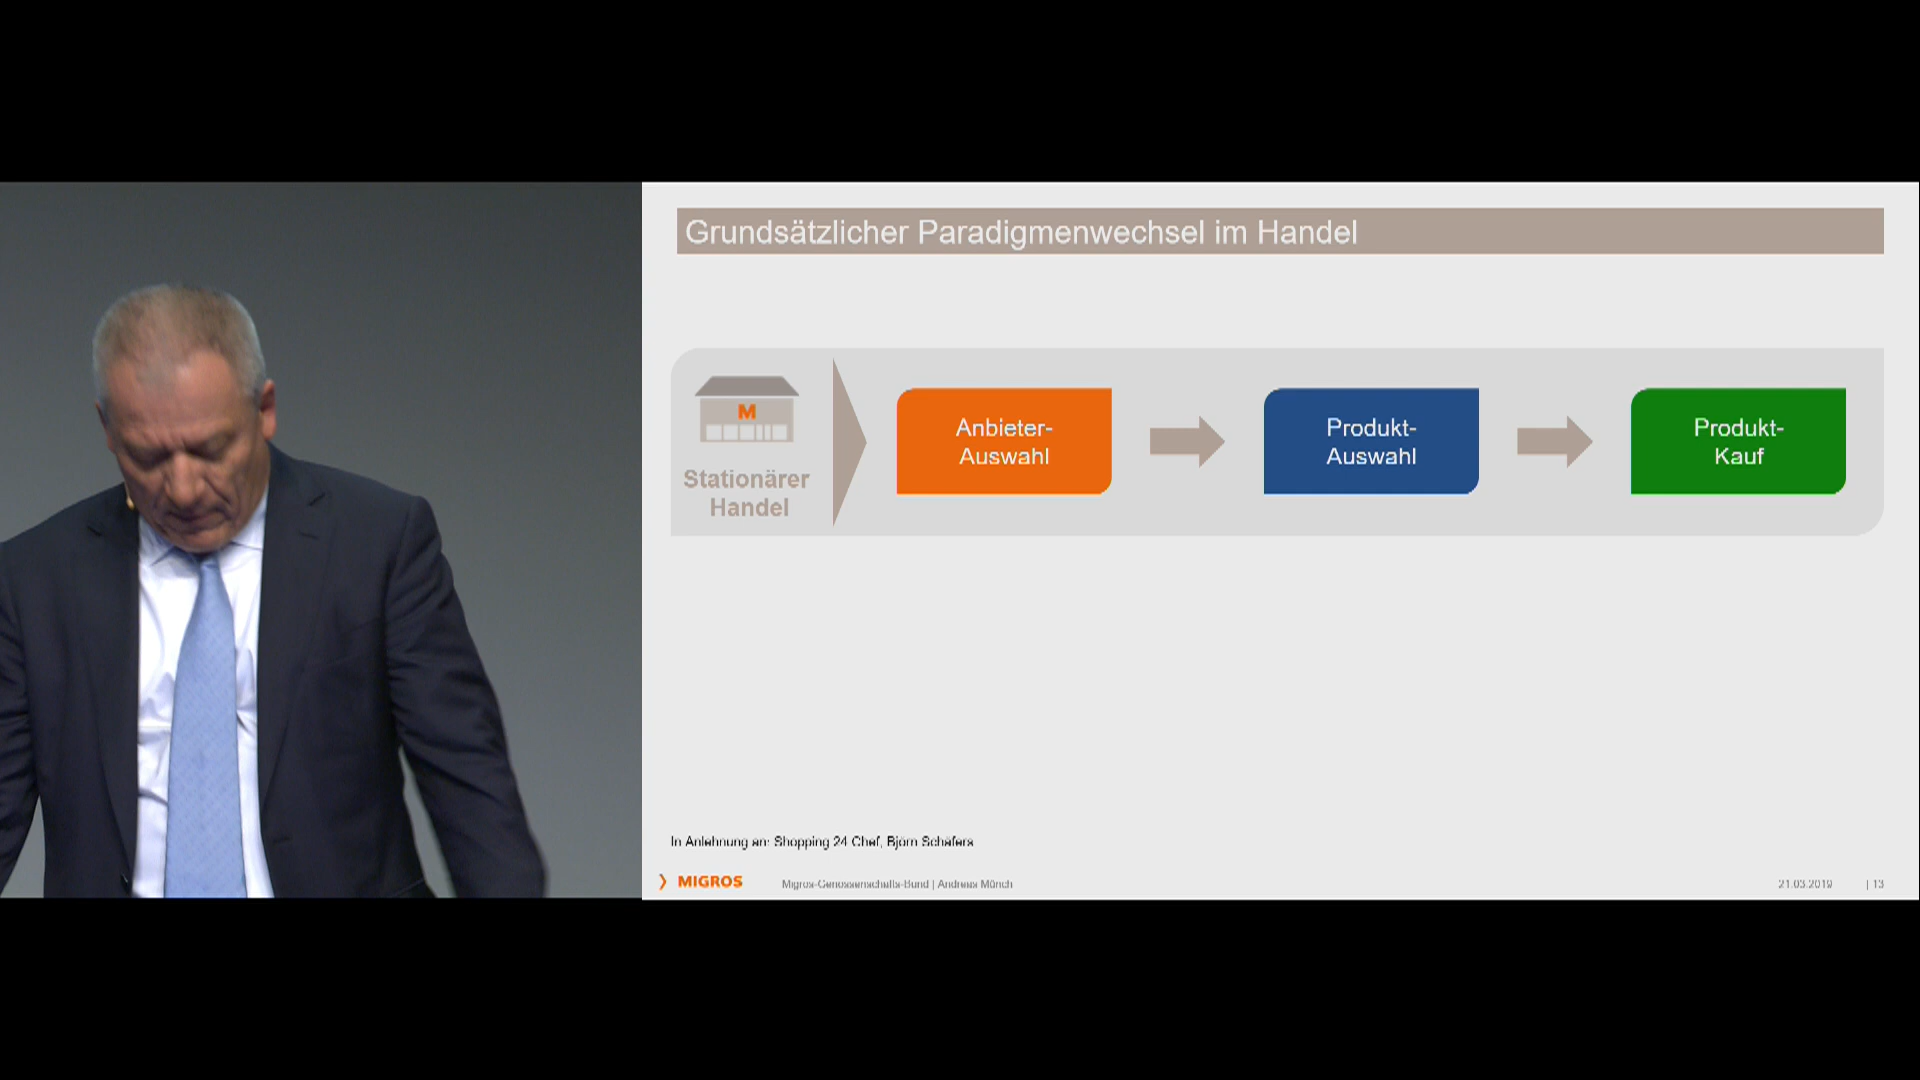 Grundsätzlicher Paradigmenwechsel im Handel
M
Stationärer
Handel
Anbieter-
Auswahl
Produkt-
Auswahl
Produkt-
Kauf
In Anlehnung an: Shopping 24 Chef, Björn Schäfers
MIGROS
Migros-Genossenschafts-Bund | Andreas Münch
21.03.2019 | 13